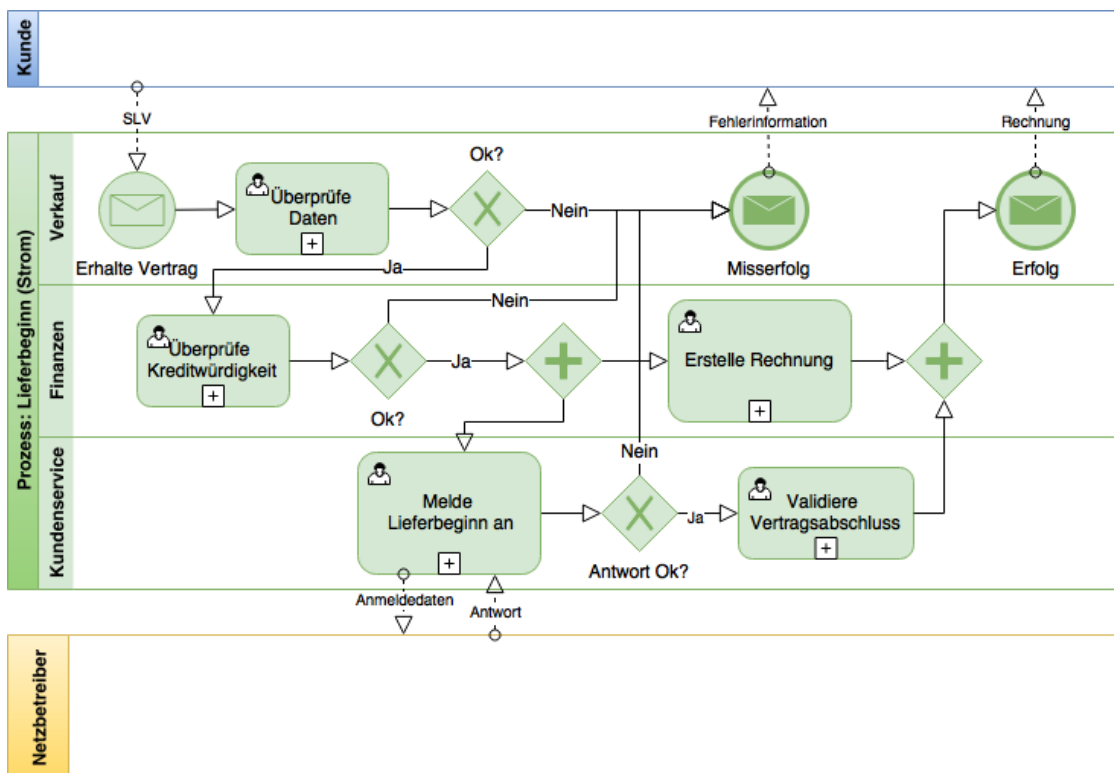 Kunde
SLV
Fehlerinformation
Rechnung
Prozess: Lieferbeginn (Strom)
Verkauf
Ok?
Überprüfe
Daten
Nein
Ja
Erhalte Vertrag
Misserfolg
Erfolg
Finanzen
Nein
Überprüfe
Kreditwürdigkeit
Ja
Erstelle Rechnung
Ok?
Kundenservice
Nein
Melde
Lieferbeginn an
Ja
Validiere
Vertragsabschluss
Antwort Ok?
Anmeldedaten
Antwort
Netzbetreiber